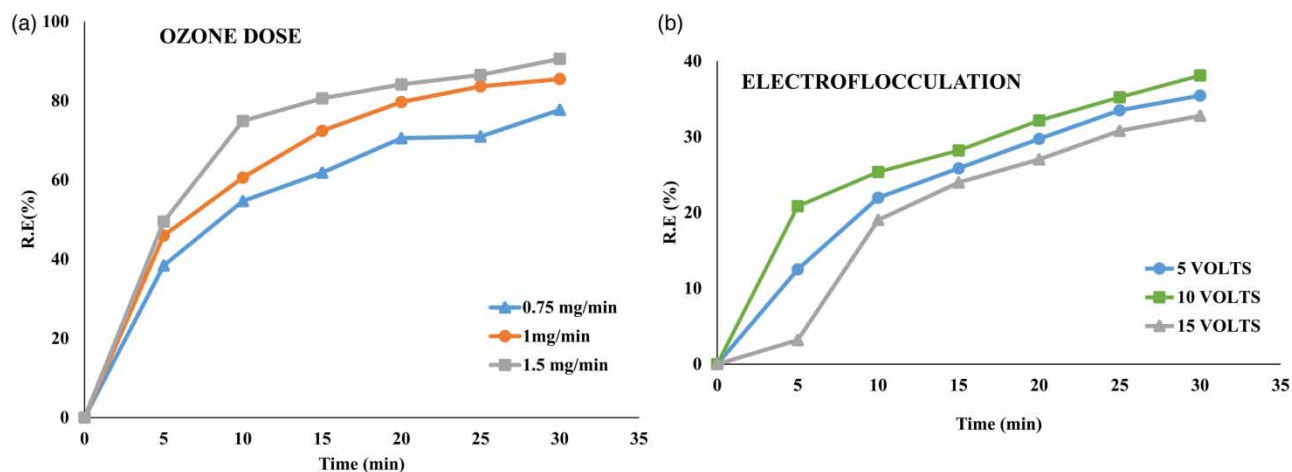 (a)
OZONE DOSE
R.E(%)
100
80
60
40
20
0
0 5 10 15 20 25 30 35
Time (min)
0.75 mg/min
1mg/min
1.5 mg/min
(b)
ELECTROFLOCCULATION
R.E (%)
40
30
20
10
0
0 5 10 15 20 25 30 35
Time (min)
5 VOLTS
10 VOLTS
15 VOLTS